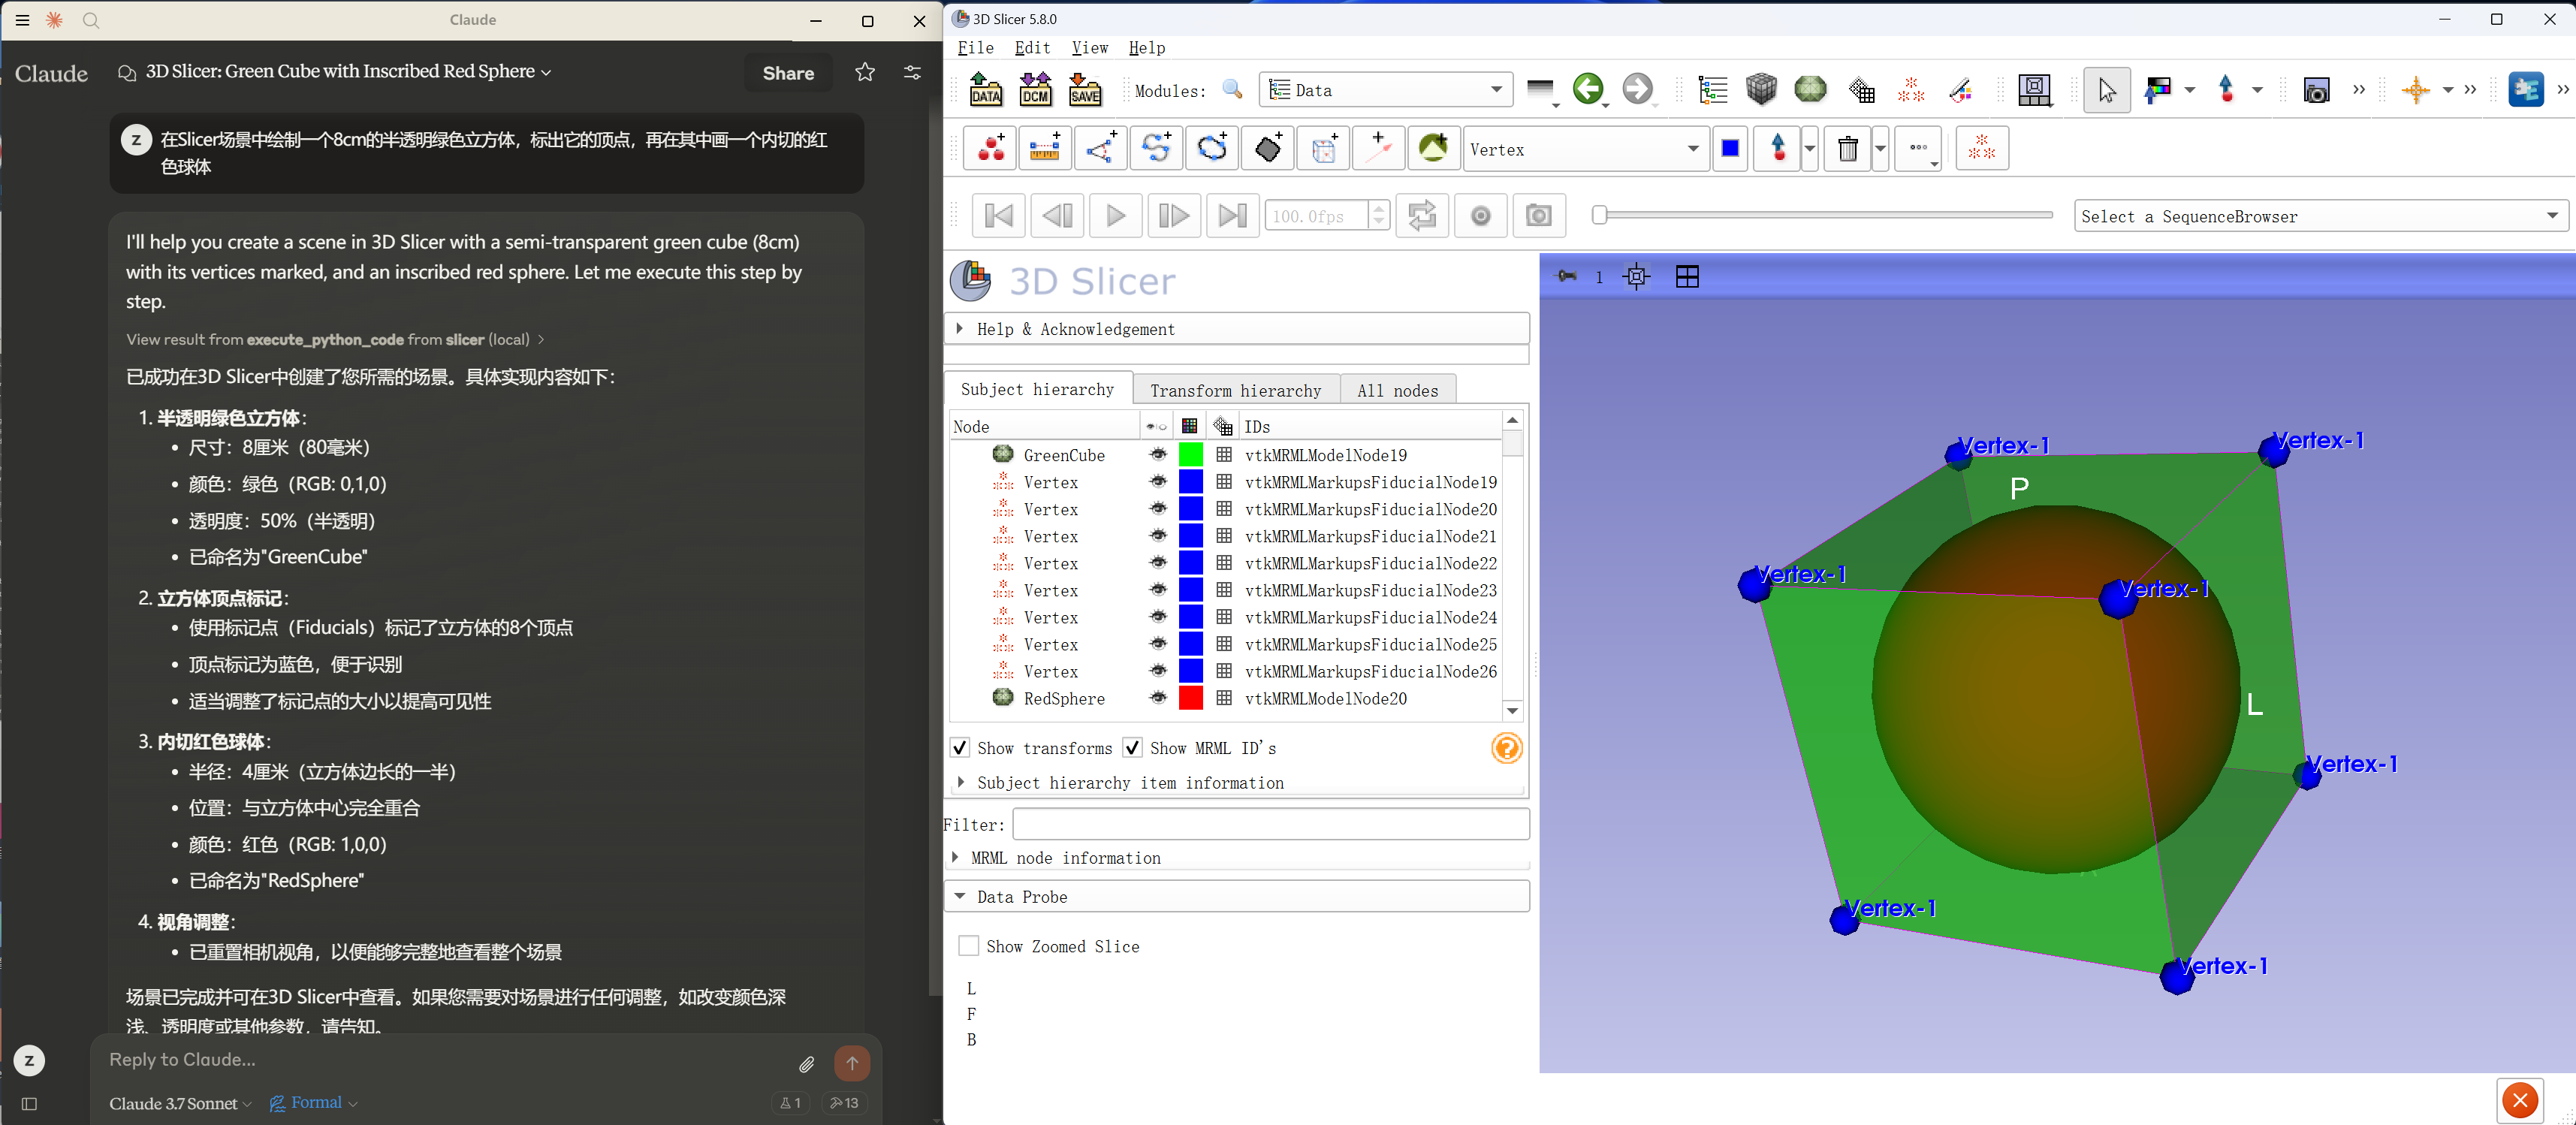 Claude
Claude
3D Slicer: Green Cube with Inscribed Red Sphere
Share
Z
在Slicer场景中绘制一个8cm的半透明绿色立方体，标出它的顶点，再在其中画一个内切的红
色球体
I'll help you create a scene in 3D Slicer with a semi-transparent green cube (8cm)
with its vertices marked, and an inscribed red sphere. Let me execute this step by
step.
View result from execute_python_code from slicer (local)
已成功在3D Slicer中创建了您所需的场景。具体实现内容如下：
1. 半透明绿色立方体：
• 尺寸：8厘米（80毫米）
• 颜色：绿色（RGB: 0,1,0）
• 透明度：50%（半透明）
• 已命名为"GreenCube"
2. 立方体顶点标记：
• 使用标记点（Fiducials）标记了立方体的8个顶点
• 顶点标记为蓝色，便于识别
• 适当调整了标记点的大小以提高可见性
3. 内切红色球体：
• 半径：4厘米（立方体边长的一半）
• 位置：与立方体中心完全重合
• 颜色：红色（RGB: 1,0,0）
• 已命名为"RedSphere"
4. 视角调整：
• 已重置相机视角，以便能够完整地查看整个场景
场景已完成并可在3D Slicer中查看。如果您需要对场景进行任何调整，如改变颜色深
浅、透明度或其他参数，请告知。
Z
Reply to Claude...
Claude 3.7 Sonnet
Formal
1
13
3D Slicer 5.8.0
File Edit View Help
DATA
DCM
SAVE
Modules:
Data
Vertex
100.0fps
Select a SequenceBrowser
3D Slicer
Help & Acknowledgement
Subject hierarchy
Transform hierarchy
All nodes
Node
IDs
GreenCube vtkMRMLModelNode19
Vertex vtkMRMLMarkupsFiducialNode19
Vertex vtkMRMLMarkupsFiducialNode20
Vertex vtkMRMLMarkupsFiducialNode21
Vertex vtkMRMLMarkupsFiducialNode22
Vertex vtkMRMLMarkupsFiducialNode23
Vertex vtkMRMLMarkupsFiducialNode24
Vertex vtkMRMLMarkupsFiducialNode25
Vertex vtkMRMLMarkupsFiducialNode26
RedSphere vtkMRMLModelNode20
Show transforms
Show MRML ID's
Subject hierarchy item information
Filter:
MRML node information
Data Probe
Show Zoomed Slice
L
F
B
1
Vertex-1
Vertex-1
P
Vertex-1
Vertex-1
L
Vertex-1
Vertex-1
Vertex-1